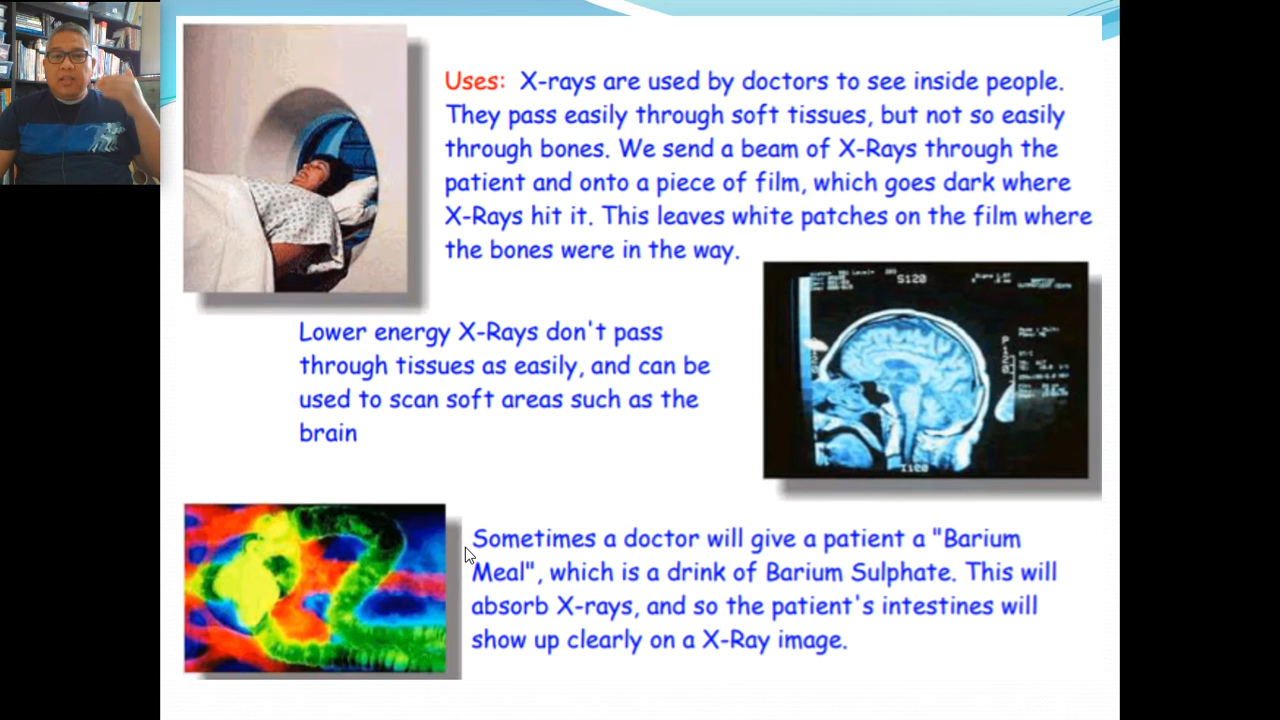 Uses: X-rays are used by doctors to see inside people.
They pass easily through soft tissues, but not so easily
through bones. We send a beam of X-Rays through the
patient and onto a piece of film, which goes dark where
X-Rays hit it. This leaves white patches on the film where
the bones were in the way.
S120
Lower energy X-Rays don't pass
through tissues as easily, and can be
used to scan soft areas such as the
brain
I100
Sometimes a doctor will give a patient a "Barium
Meal", which is a drink of Barium Sulphate. This will
absorb X-rays, and so the patient's intestines will
show up clearly on a X-Ray image.